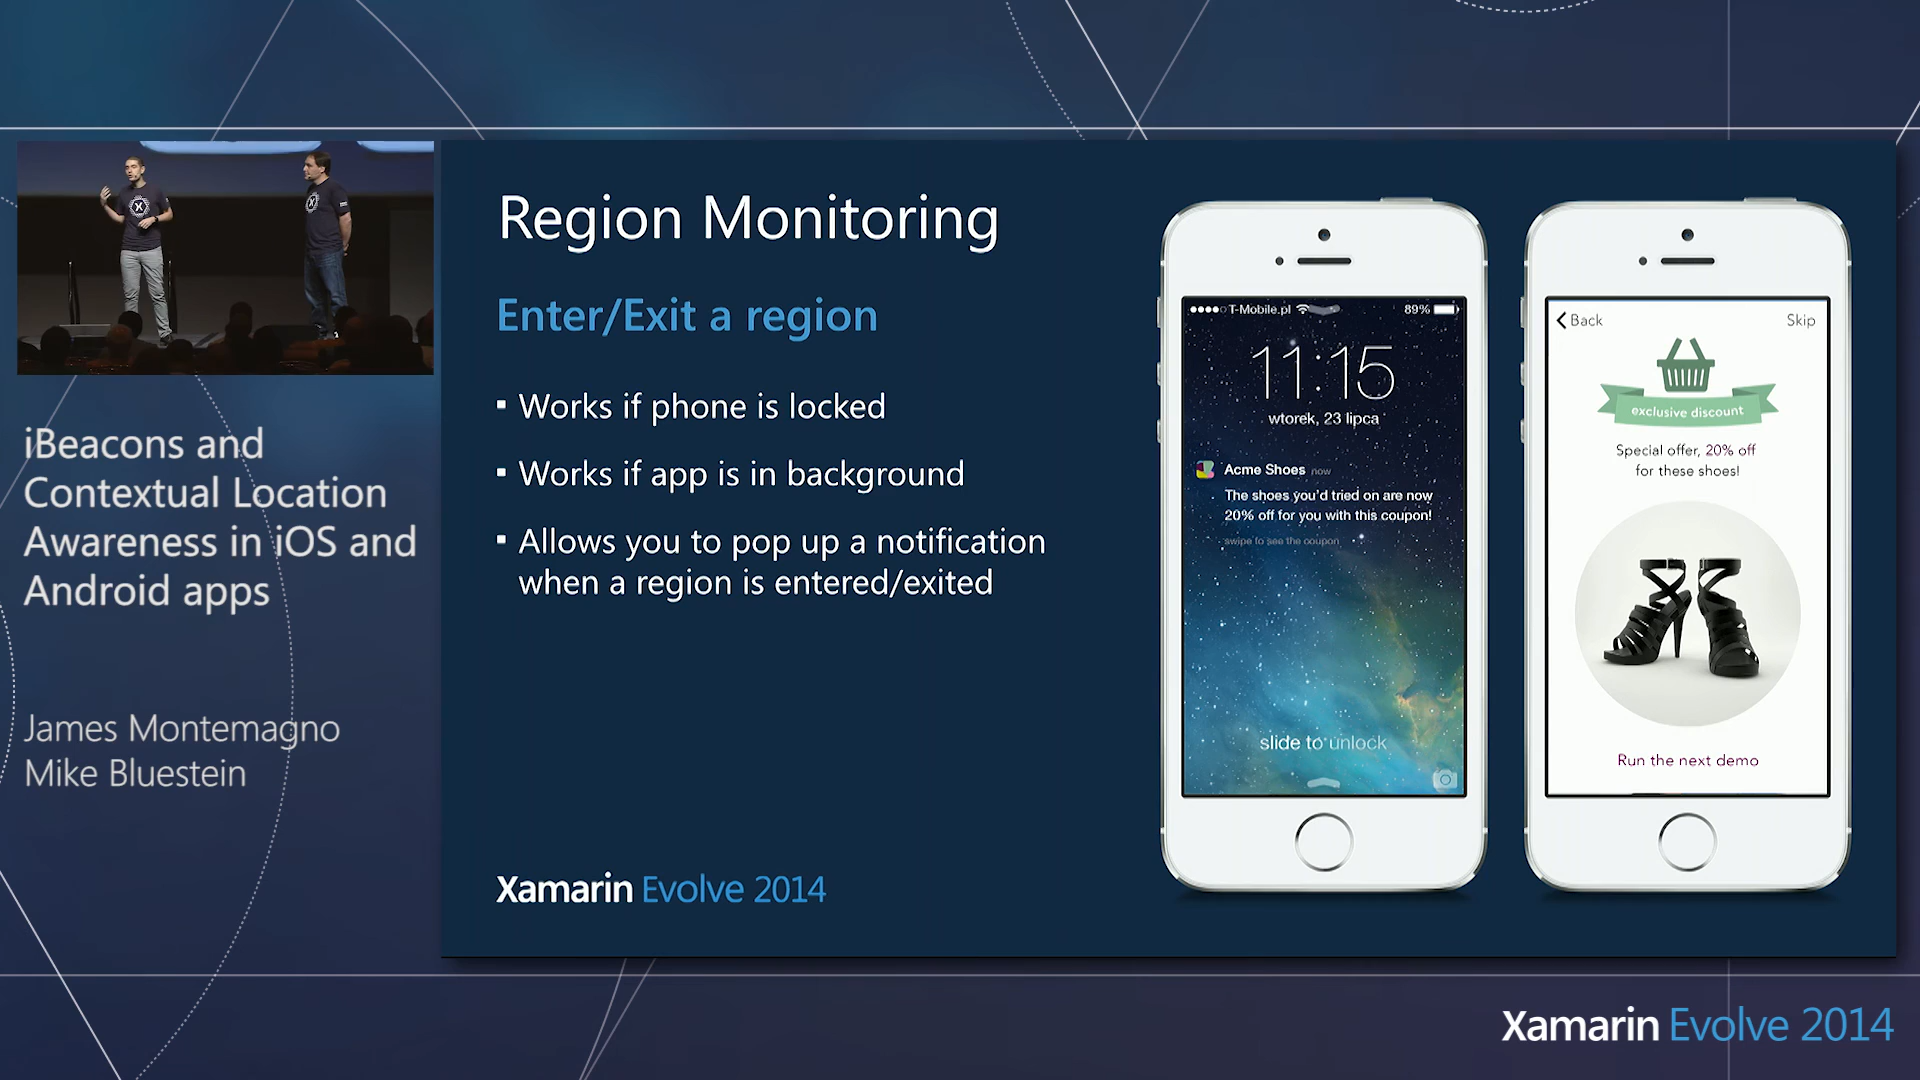 iBeacons and
Contextual Location
Awareness in iOS and
Android apps
James Montemagno
Mike Bluestein
Region Monitoring
Enter/Exit a region
▪ Works if phone is locked
▪ Works if app is in background
▪ Allows you to pop up a notification
when a region is entered/exited
Xamarin Evolve 2014
T-Mobile.pl 89%
11:15
wtorek, 23 lipca
Acme Shoes now
The shoes you'd tried on are now
20% off for you with this coupon!
swipe to see the coupon
slide to unlock
Back Skip
exclusive discount
Special offer, 20% off
for these shoes!
Run the next demo
Xamarin Evolve 2014